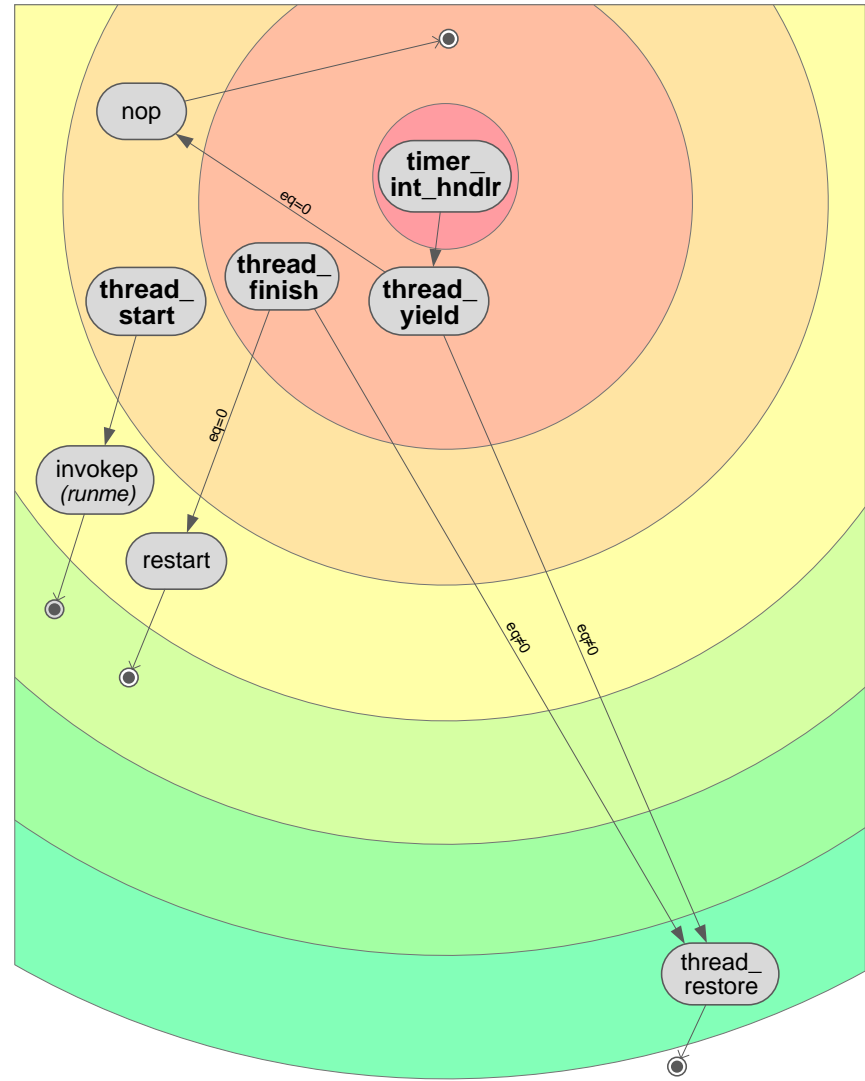 nop
timer_
int_hndlr
eq=0
thread_
finish
thread_
start
thread_
yield
eq=0
invokep
(runme)
restart
eq≠0
eq≠0
thread_
restore